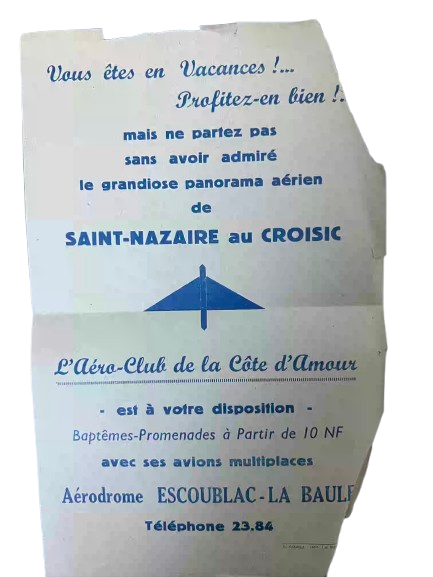 Vous êtes en Vacances !...
Profitez-en bien !..
mais ne partez pas
sans avoir admiré
le grandiose panorama aérien
de
SAINT-NAZAIRE au CROISIC
L'Aéro-Club de la Côte d'Amour
- est à votre disposition -
Baptêmes-Promenades à Partir de 10 NF
avec ses avions multiplaces
Aérodrome ESCOUBLAC-LA BAULE
Téléphone 23.84